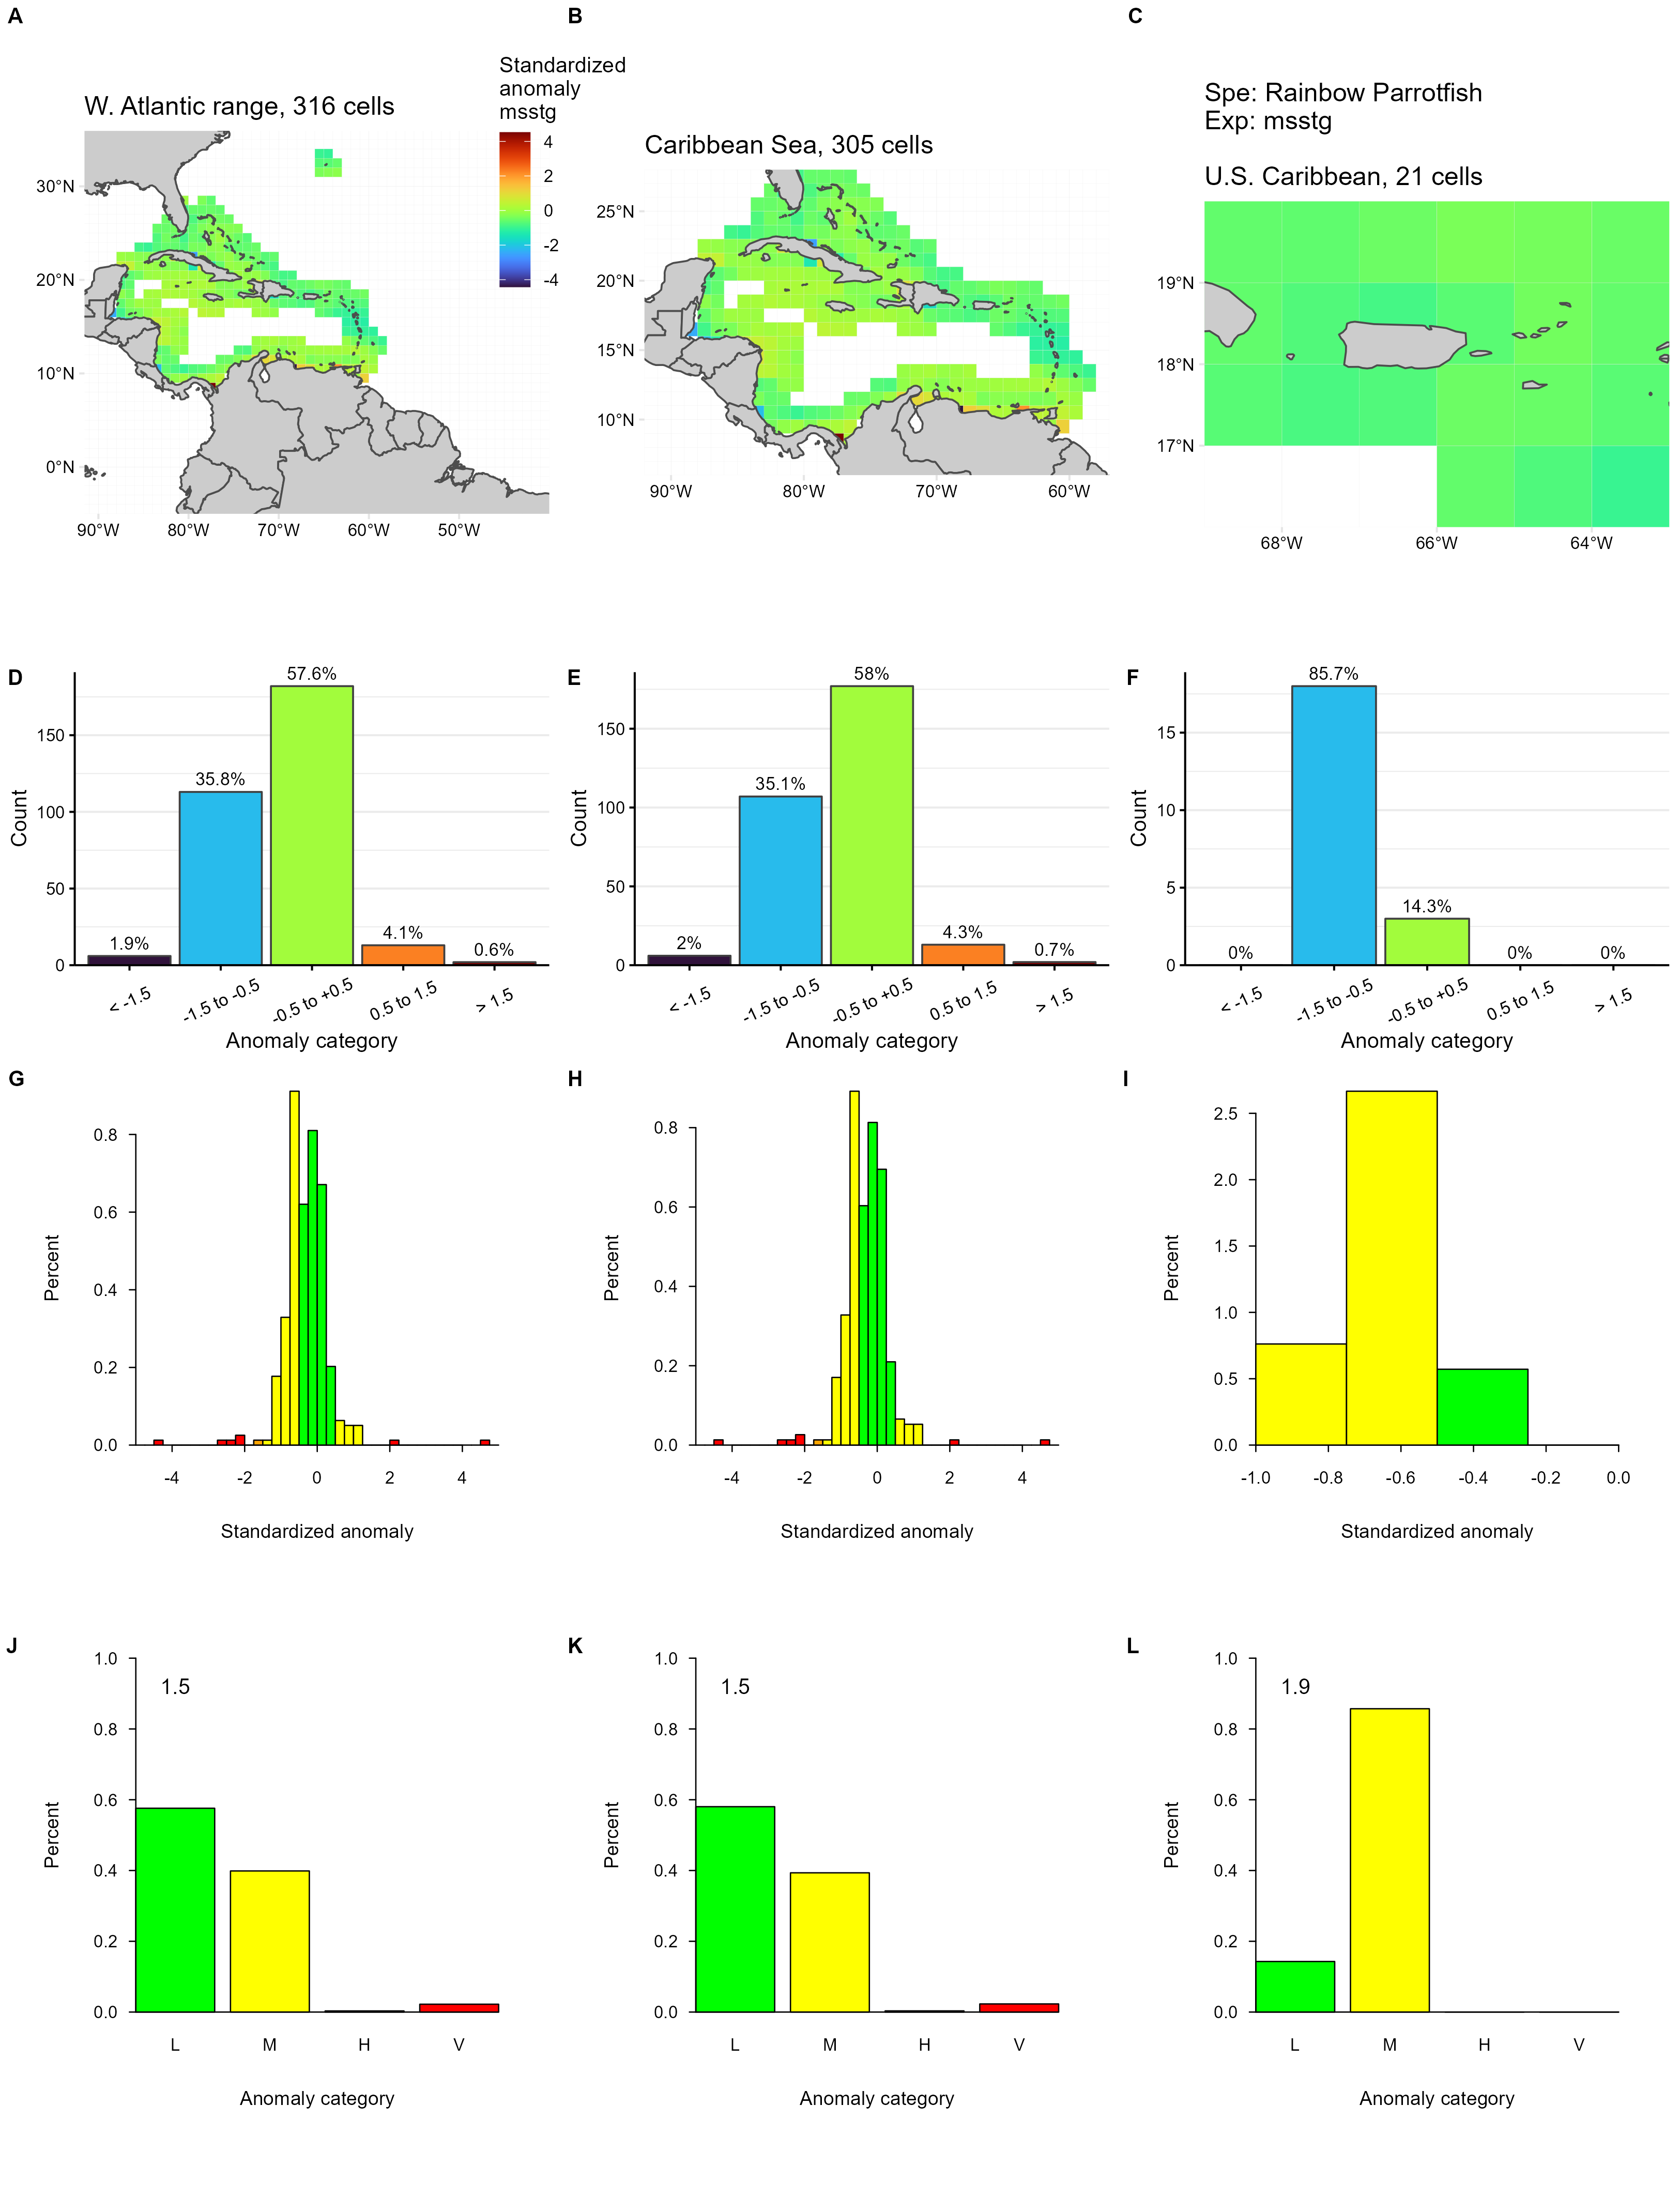 A
B
C
W. Atlantic range, 316 cells
Standardized
anomaly
msstg
4
2
0
-2
-4
30°N
20°N
10°N
0°N
90°W 80°W 70°W 60°W 50°W
Caribbean Sea, 305 cells
25°N
20°N
15°N
10°N
90°W 80°W 70°W 60°W
Spe: Rainbow Parrotfish
Exp: msstg
U.S. Caribbean, 21 cells
19°N
18°N
17°N
68°W 66°W 64°W
D
Count
150
100
50
0
1.9% 35.8% 57.6% 4.1% 0.6%
< -1.5 -1.5 to -0.5 -0.5 to +0.5 0.5 to 1.5 > 1.5
Anomaly category
E
Count
150
100
50
0
2% 35.1% 58% 4.3% 0.7%
< -1.5 -1.5 to -0.5 -0.5 to +0.5 0.5 to 1.5 > 1.5
Anomaly category
F
Count
15
10
5
0
0% 85.7% 14.3% 0% 0%
< -1.5 -1.5 to -0.5 -0.5 to +0.5 0.5 to 1.5 > 1.5
Anomaly category
G
Percent
0.8
0.6
0.4
0.2
0.0
-4 -2 0 2 4
Standardized anomaly
H
Percent
0.8
0.6
0.4
0.2
0.0
-4 -2 0 2 4
Standardized anomaly
I
Percent
2.5
2.0
1.5
1.0
0.5
0.0
-1.0 -0.8 -0.6 -0.4 -0.2 0.0
Standardized anomaly
J
Percent
1.0
0.8
0.6
0.4
0.2
0.0
1.5
L M H V
Anomaly category
K
Percent
1.0
0.8
0.6
0.4
0.2
0.0
1.5
L M H V
Anomaly category
L
Percent
1.0
0.8
0.6
0.4
0.2
0.0
1.9
L M H V
Anomaly category